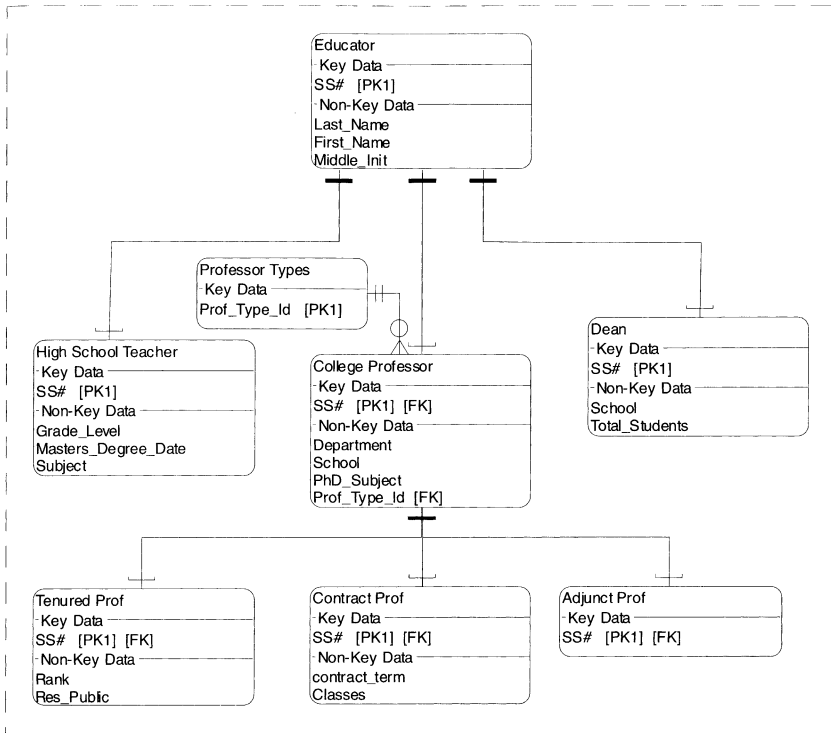 Educator
Key Data
SS# [PK1]
Non-Key Data
Last_Name
First_Name
Middle_Init
Professor Types
Key Data
Prof_Type_Id [PK1]
High School Teacher
Key Data
SS# [PK1]
Non-Key Data
Grade_Level
Masters_Degree_Date
Subject
College Professor
Key Data
SS# [PK1] [FK]
Non-Key Data
Department
School
PhD_Subject
Prof_Type_Id [FK]
Dean
Key Data
SS# [PK1]
Non-Key Data
School
Total_Students
Tenured Prof
Key Data
SS# [PK1] [FK]
Non-Key Data
Rank
Res_Public
Contract Prof
Key Data
SS# [PK1] [FK]
Non-Key Data
contract_term
Classes
Adjunct Prof
Key Data
SS# [PK1] [FK]